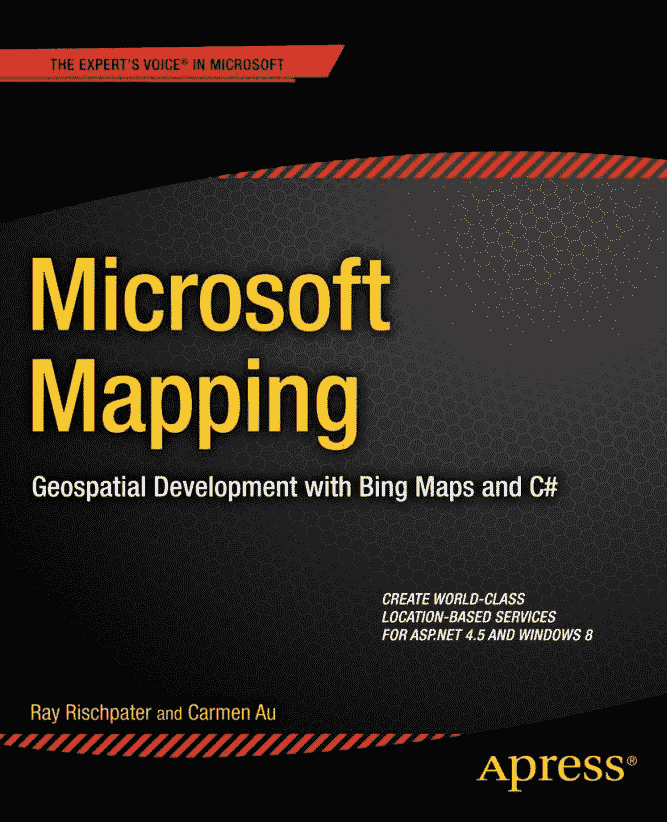 THE EXPERT'S VOICE® IN MICROSOFT
Microsoft
Mapping
Geospatial Development with Bing Maps and C#
CREATE WORLD-CLASS
LOCATION-BASED SERVICES
FOR ASP.NET 4.5 AND WINDOWS 8
Ray Rischpater and Carmen Au
Apress®